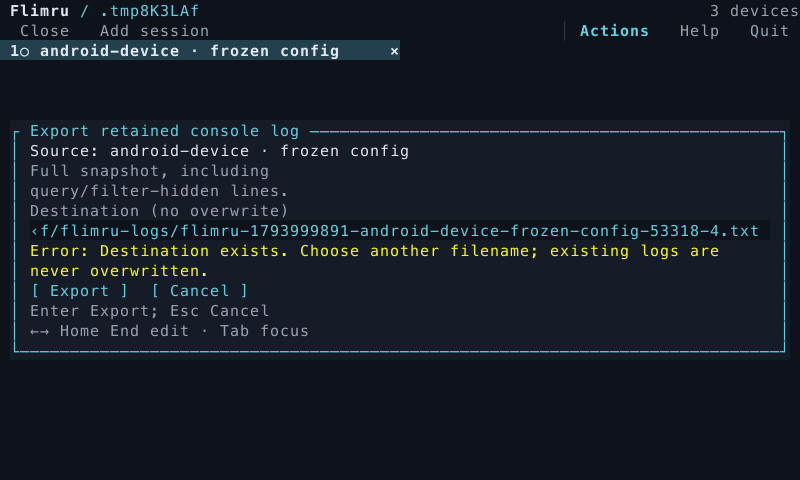 Flimru / .tmp8K3LAf 3 devices
Close Add session Actions Help Quit
1○ android-device · frozen config ×
Export retained console log
Source: android-device · frozen config
Full snapshot, including
query/filter-hidden lines.
Destination (no overwrite)
‹f/flimru-logs/flimru-1793999891-android-device-frozen-config-53318-4.txt
Error: Destination exists. Choose another filename; existing logs are
never overwritten.
[ Export ] [ Cancel ]
Enter Export; Esc Cancel
←→ Home End edit · Tab focus